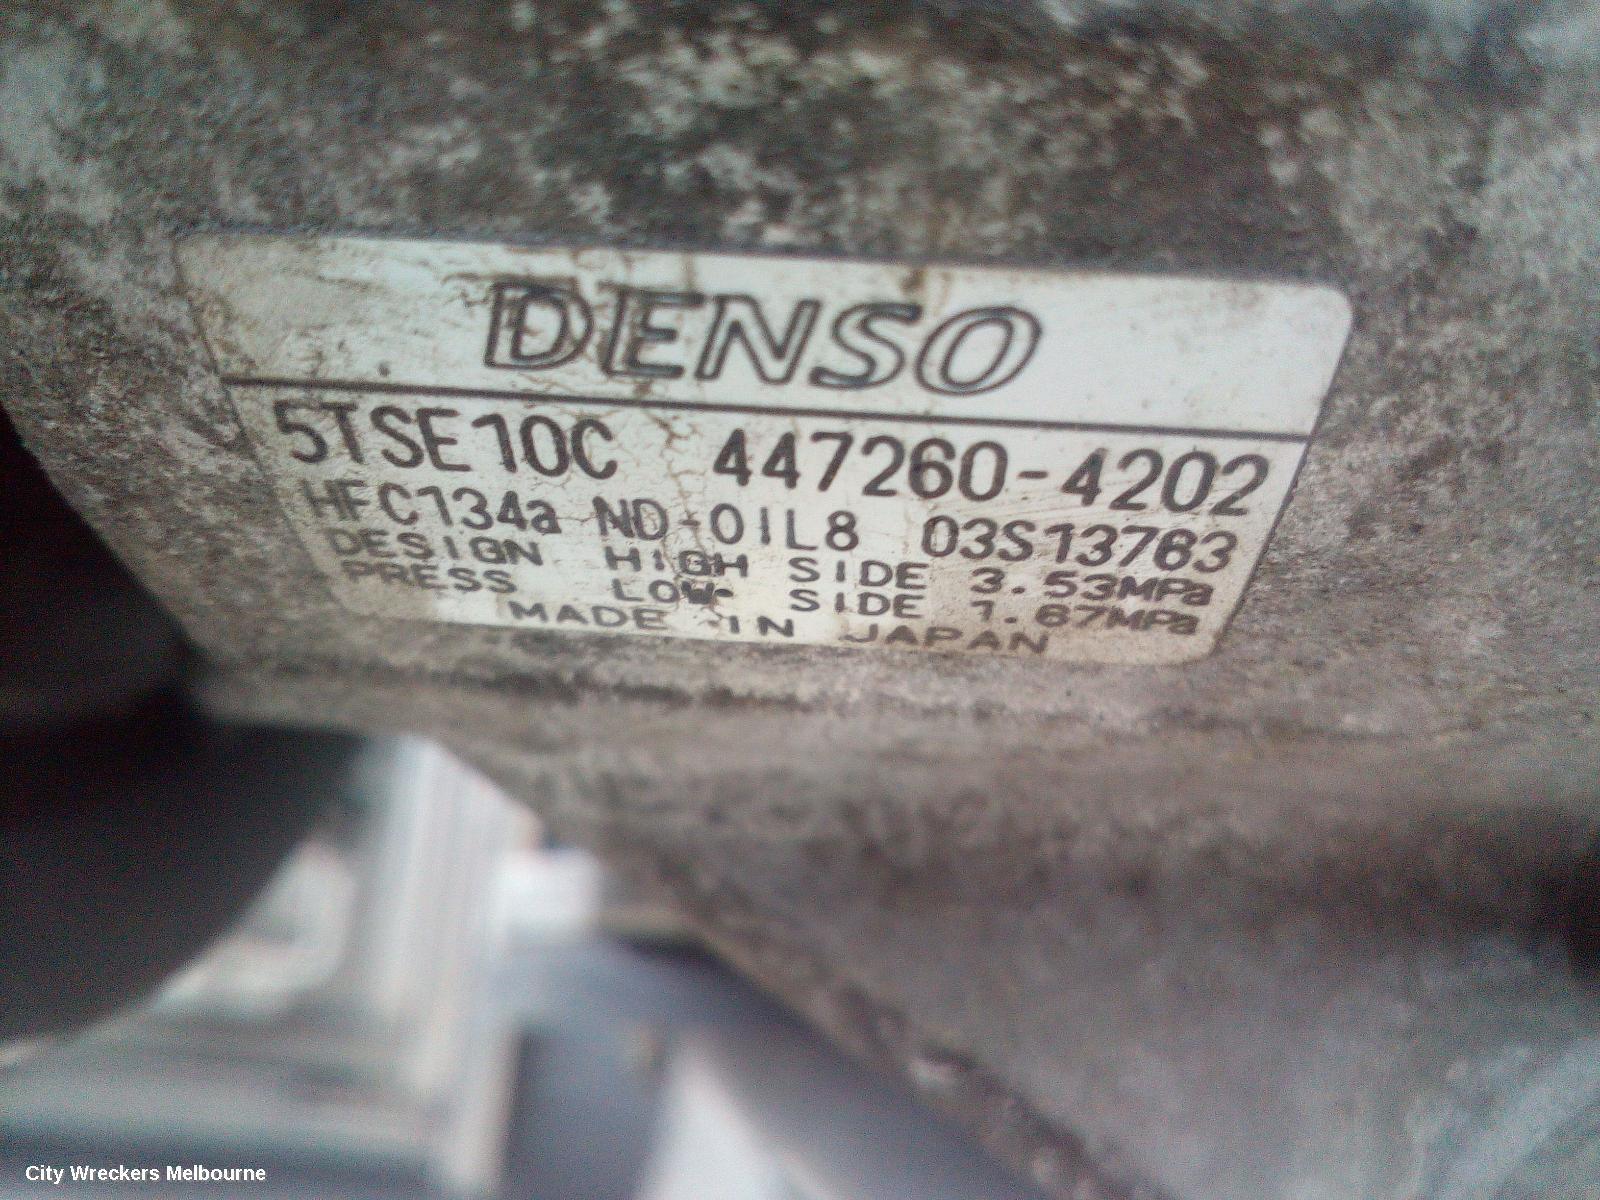 DENSO
5TSE10C 447260-4202
HFC134a ND-OIL8 03S13763
DESIGN HIGH SIDE 3.53MPa
PRESS LOW SIDE 1.67MPa
MADE IN JAPAN
City Wreckers Melbourne